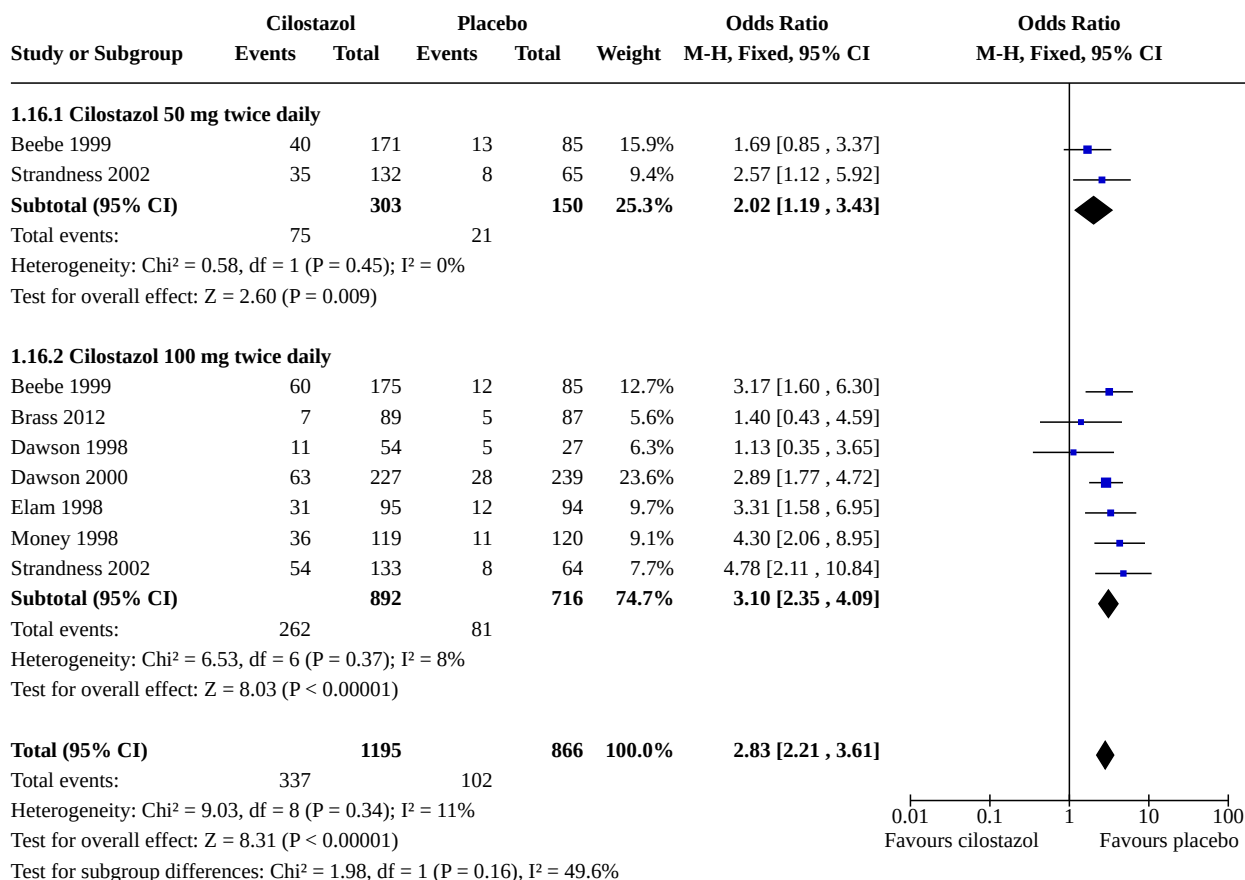 Cilostazol Placebo Odds Ratio Odds Ratio
Study or Subgroup Events Total Events Total Weight M-H, Fixed, 95% CI M-H, Fixed, 95% CI
1.16.1 Cilostazol 50 mg twice daily
Beebe 1999 40 171 13 85 15.9% 1.69 [0.85 , 3.37]
Strandness 2002 35 132 8 65 9.4% 2.57 [1.12 , 5.92]
Subtotal (95% CI) 303 150 25.3% 2.02 [1.19 , 3.43]
Total events: 75 21
Heterogeneity: Chi² = 0.58, df = 1 (P = 0.45); I² = 0%
Test for overall effect: Z = 2.60 (P = 0.009)
1.16.2 Cilostazol 100 mg twice daily
Beebe 1999 60 175 12 85 12.7% 3.17 [1.60 , 6.30]
Brass 2012 7 89 5 87 5.6% 1.40 [0.43 , 4.59]
Dawson 1998 11 54 5 27 6.3% 1.13 [0.35 , 3.65]
Dawson 2000 63 227 28 239 23.6% 2.89 [1.77 , 4.72]
Elam 1998 31 95 12 94 9.7% 3.31 [1.58 , 6.95]
Money 1998 36 119 11 120 9.1% 4.30 [2.06 , 8.95]
Strandness 2002 54 133 8 64 7.7% 4.78 [2.11 , 10.84]
Subtotal (95% CI) 892 716 74.7% 3.10 [2.35 , 4.09]
Total events: 262 81
Heterogeneity: Chi² = 6.53, df = 6 (P = 0.37); I² = 8%
Test for overall effect: Z = 8.03 (P < 0.00001)
Total (95% CI) 1195 866 100.0% 2.83 [2.21 , 3.61]
Total events: 337 102
Heterogeneity: Chi² = 9.03, df = 8 (P = 0.34); I² = 11%
0.01 0.1 1 10 100
Test for overall effect: Z = 8.31 (P < 0.00001) Favours cilostazol Favours placebo
Test for subgroup differences: Chi² = 1.98, df = 1 (P = 0.16), I² = 49.6%